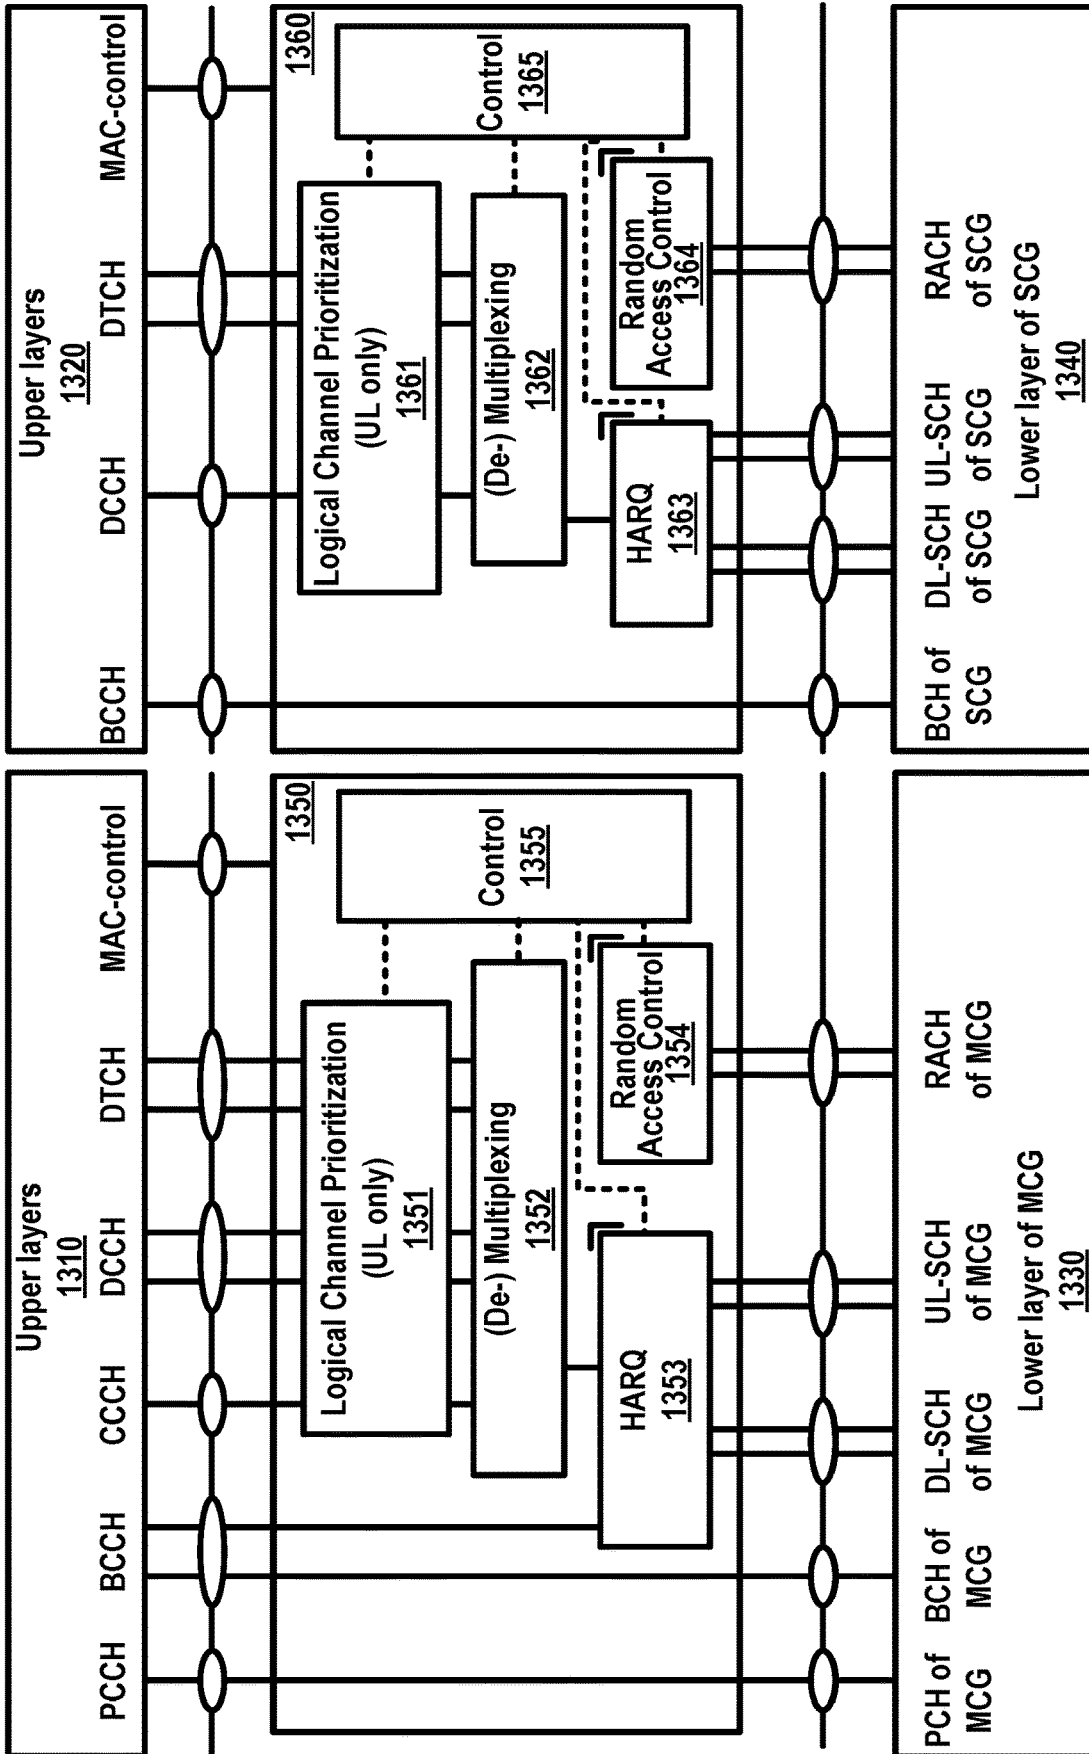 Upper layers
1310
PCCH
BCCH
CCCH
DCCH
DTCH
MAC-control
1350
Logical Channel Prioritization
(UL only)
1351
(De-) Multiplexing
1352
HARQ
1353
Random
Access Control
1354
Control
1355
PCH of
MCG
BCH of
MCG
DL-SCH
of MCG
UL-SCH
of MCG
RACH
of MCG
Lower layer of MCG
1330
Upper layers
1320
BCCH
DCCH
DTCH
MAC-control
1360
Logical Channel Prioritization
(UL only)
1361
(De-) Multiplexing
1362
HARQ
1363
Random
Access Control
1364
Control
1365
BCH of
SCG
DL-SCH
of SCG
UL-SCH
of SCG
RACH
of SCG
Lower layer of SCG
1340